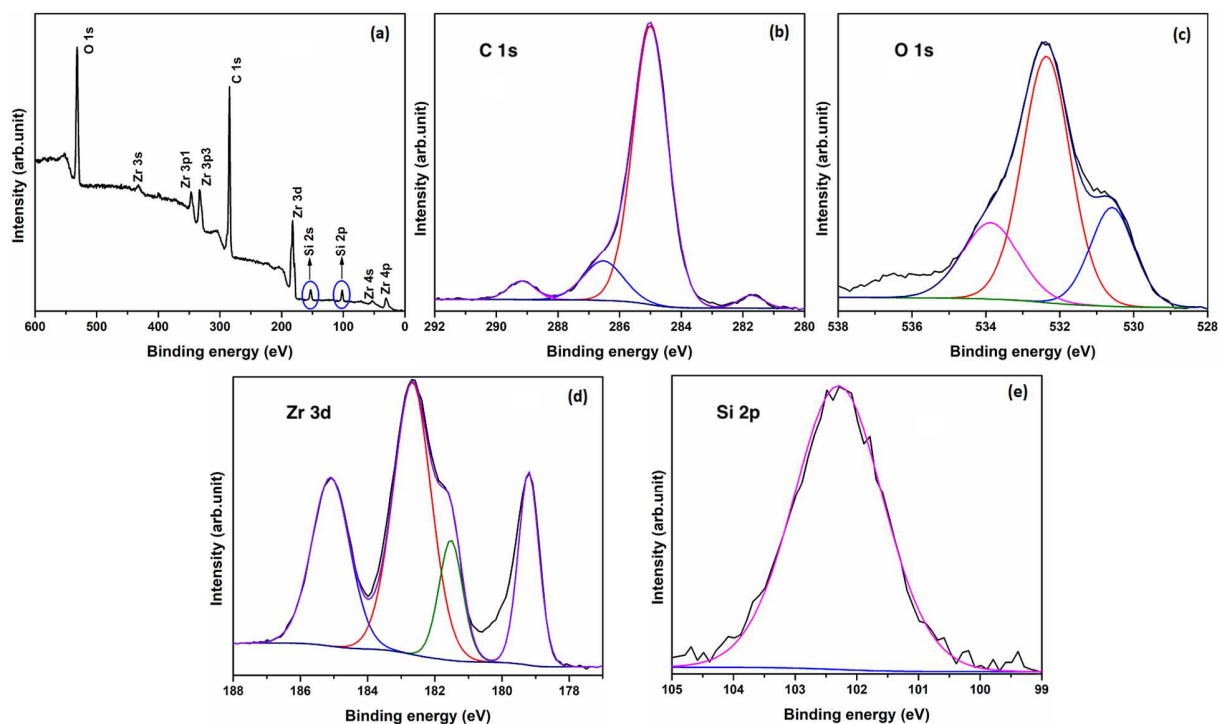 (a)
O 1s
Zr 3s
Zr 3p1
Zr 3p3
C 1s
Zr 3d
Si 2s
Si 2p
Zr 4s
Zr 4p
Intensity (arb.unit)
600 500 400 300 200 100 0
Binding energy (eV)
(b)
C 1s
Intensity (arb.unit)
292 290 288 286 284 282 280
Binding energy (eV)
(c)
O 1s
Intensity (arb.unit)
538 536 534 532 530 528
Binding energy (eV)
(d)
Zr 3d
Intensity (arb.unit)
188 186 184 182 180 178
Binding energy (eV)
(e)
Si 2p
Intensity (arb.unit)
105 104 103 102 101 100 99
Binding energy (eV)